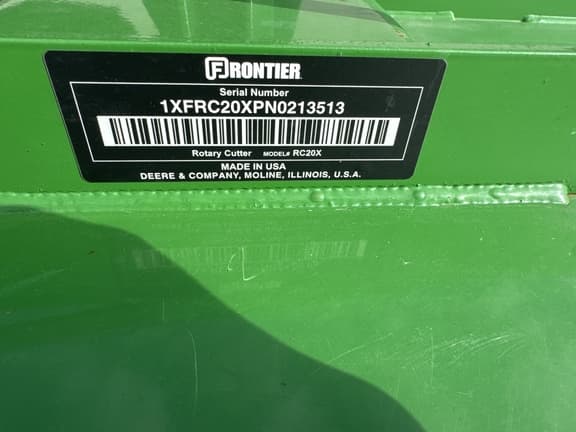 FRONTIER
Serial Number
1XFRC20XPN0213513
Rotary Cutter MODEL# RC20X
MADE IN USA
DEERE & COMPANY, MOLINE, ILLINOIS, U.S.A.